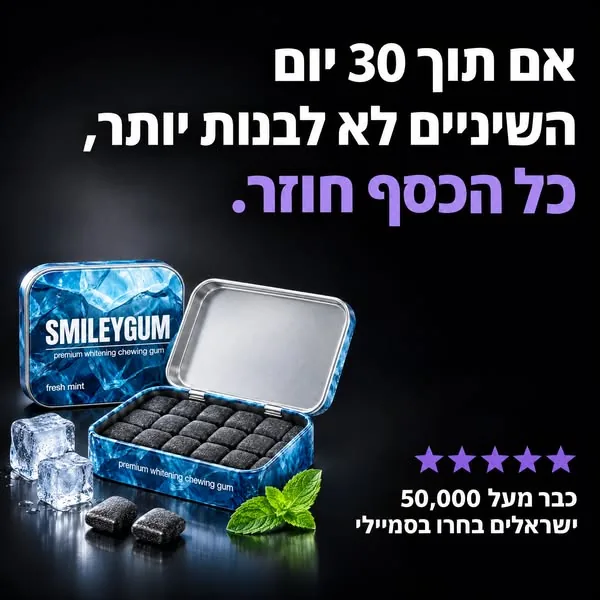 אם תוך 30 יום
השיניים לא לבנות יותר,
כל הכסף חוזר.
SMILEYGUM
premium whitening chewing gum
fresh mint
premium whitening chewing gum
כבר מעל 50,000
ישראלים בחרו בסמיילי